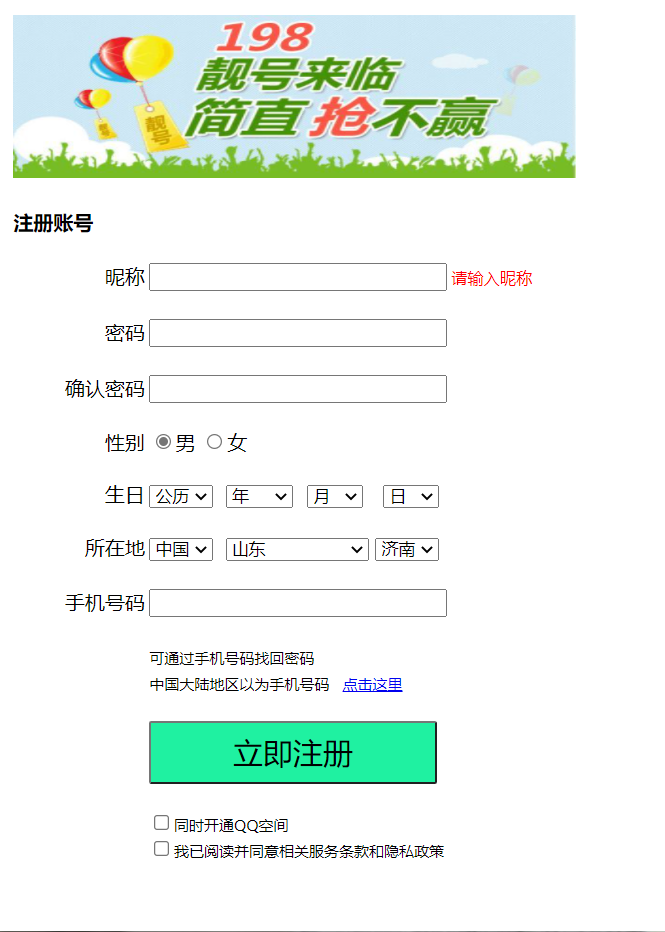 198
靓号来临
简直抢不赢
靓号
靓号
注册账号
昵称 请输入昵称
密码
确认密码
性别 男 女
生日 公历 年 月 日
所在地 中国 山东 济南
手机号码
可通过手机号码找回密码
中国大陆地区以为手机号码 点击这里
立即注册
同时开通QQ空间
我已阅读并同意相关服务条款和隐私政策